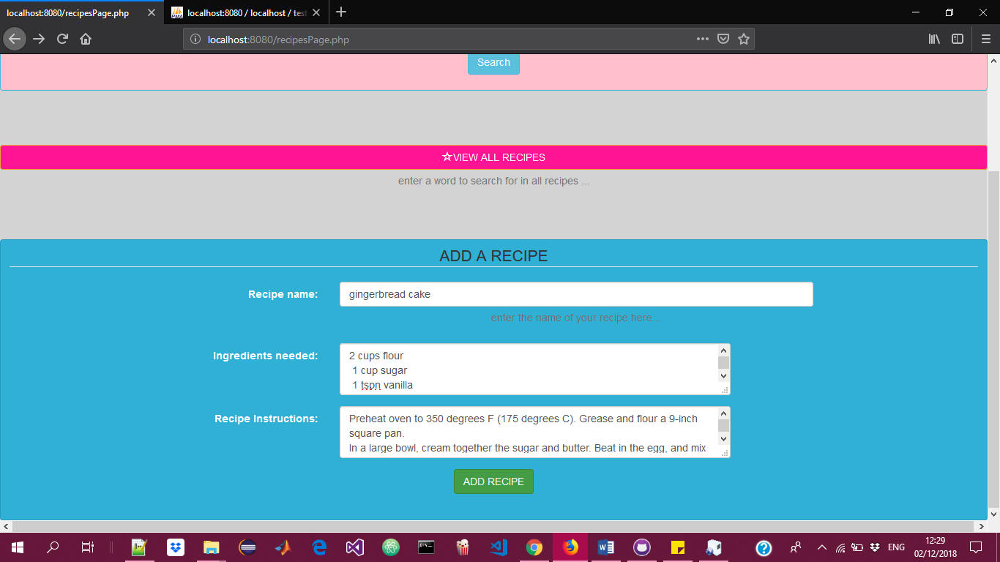 localhost:8080/recipesPage.php
localhost:8080 / localhost / test
localhost:8080/recipesPage.php
Search
☆VIEW ALL RECIPES
enter a word to search for in all recipes ...
ADD A RECIPE
Recipe name:
gingerbread cake
enter the name of your recipe here...
Ingredients needed:
2 cups flour
1 cup sugar
1 tspn vanilla
Recipe Instructions:
Preheat oven to 350 degrees F (175 degrees C). Grease and flour a 9-inch
square pan.
In a large bowl, cream together the sugar and butter. Beat in the egg, and mix
ADD RECIPE
ENG
12:29
02/12/2018